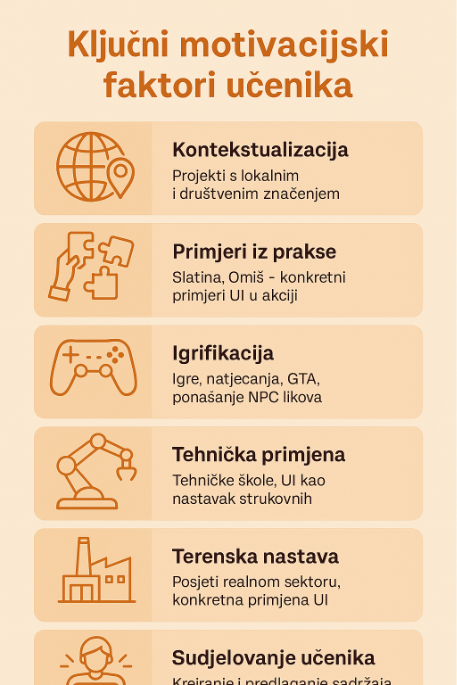 Ključni motivacijski
faktori učenika
Kontekstualizacija
Projekti s lokalnim
i društvenim značenjem
Primjeri iz prakse
Slatina, Omiš - konkretni
primjeri UI u akciji
Igrifikacija
Igre, natjecanja, GTA,
ponašanje NPC likova
Tehnička primjena
Tehničke škole, UI kao
nastavak strukovnih
Terenska nastava
Posjeti realnom sektoru,
konkretna primjena UI
Sudjelovanje učenika
Kreiranje i predlaganje sadržaja